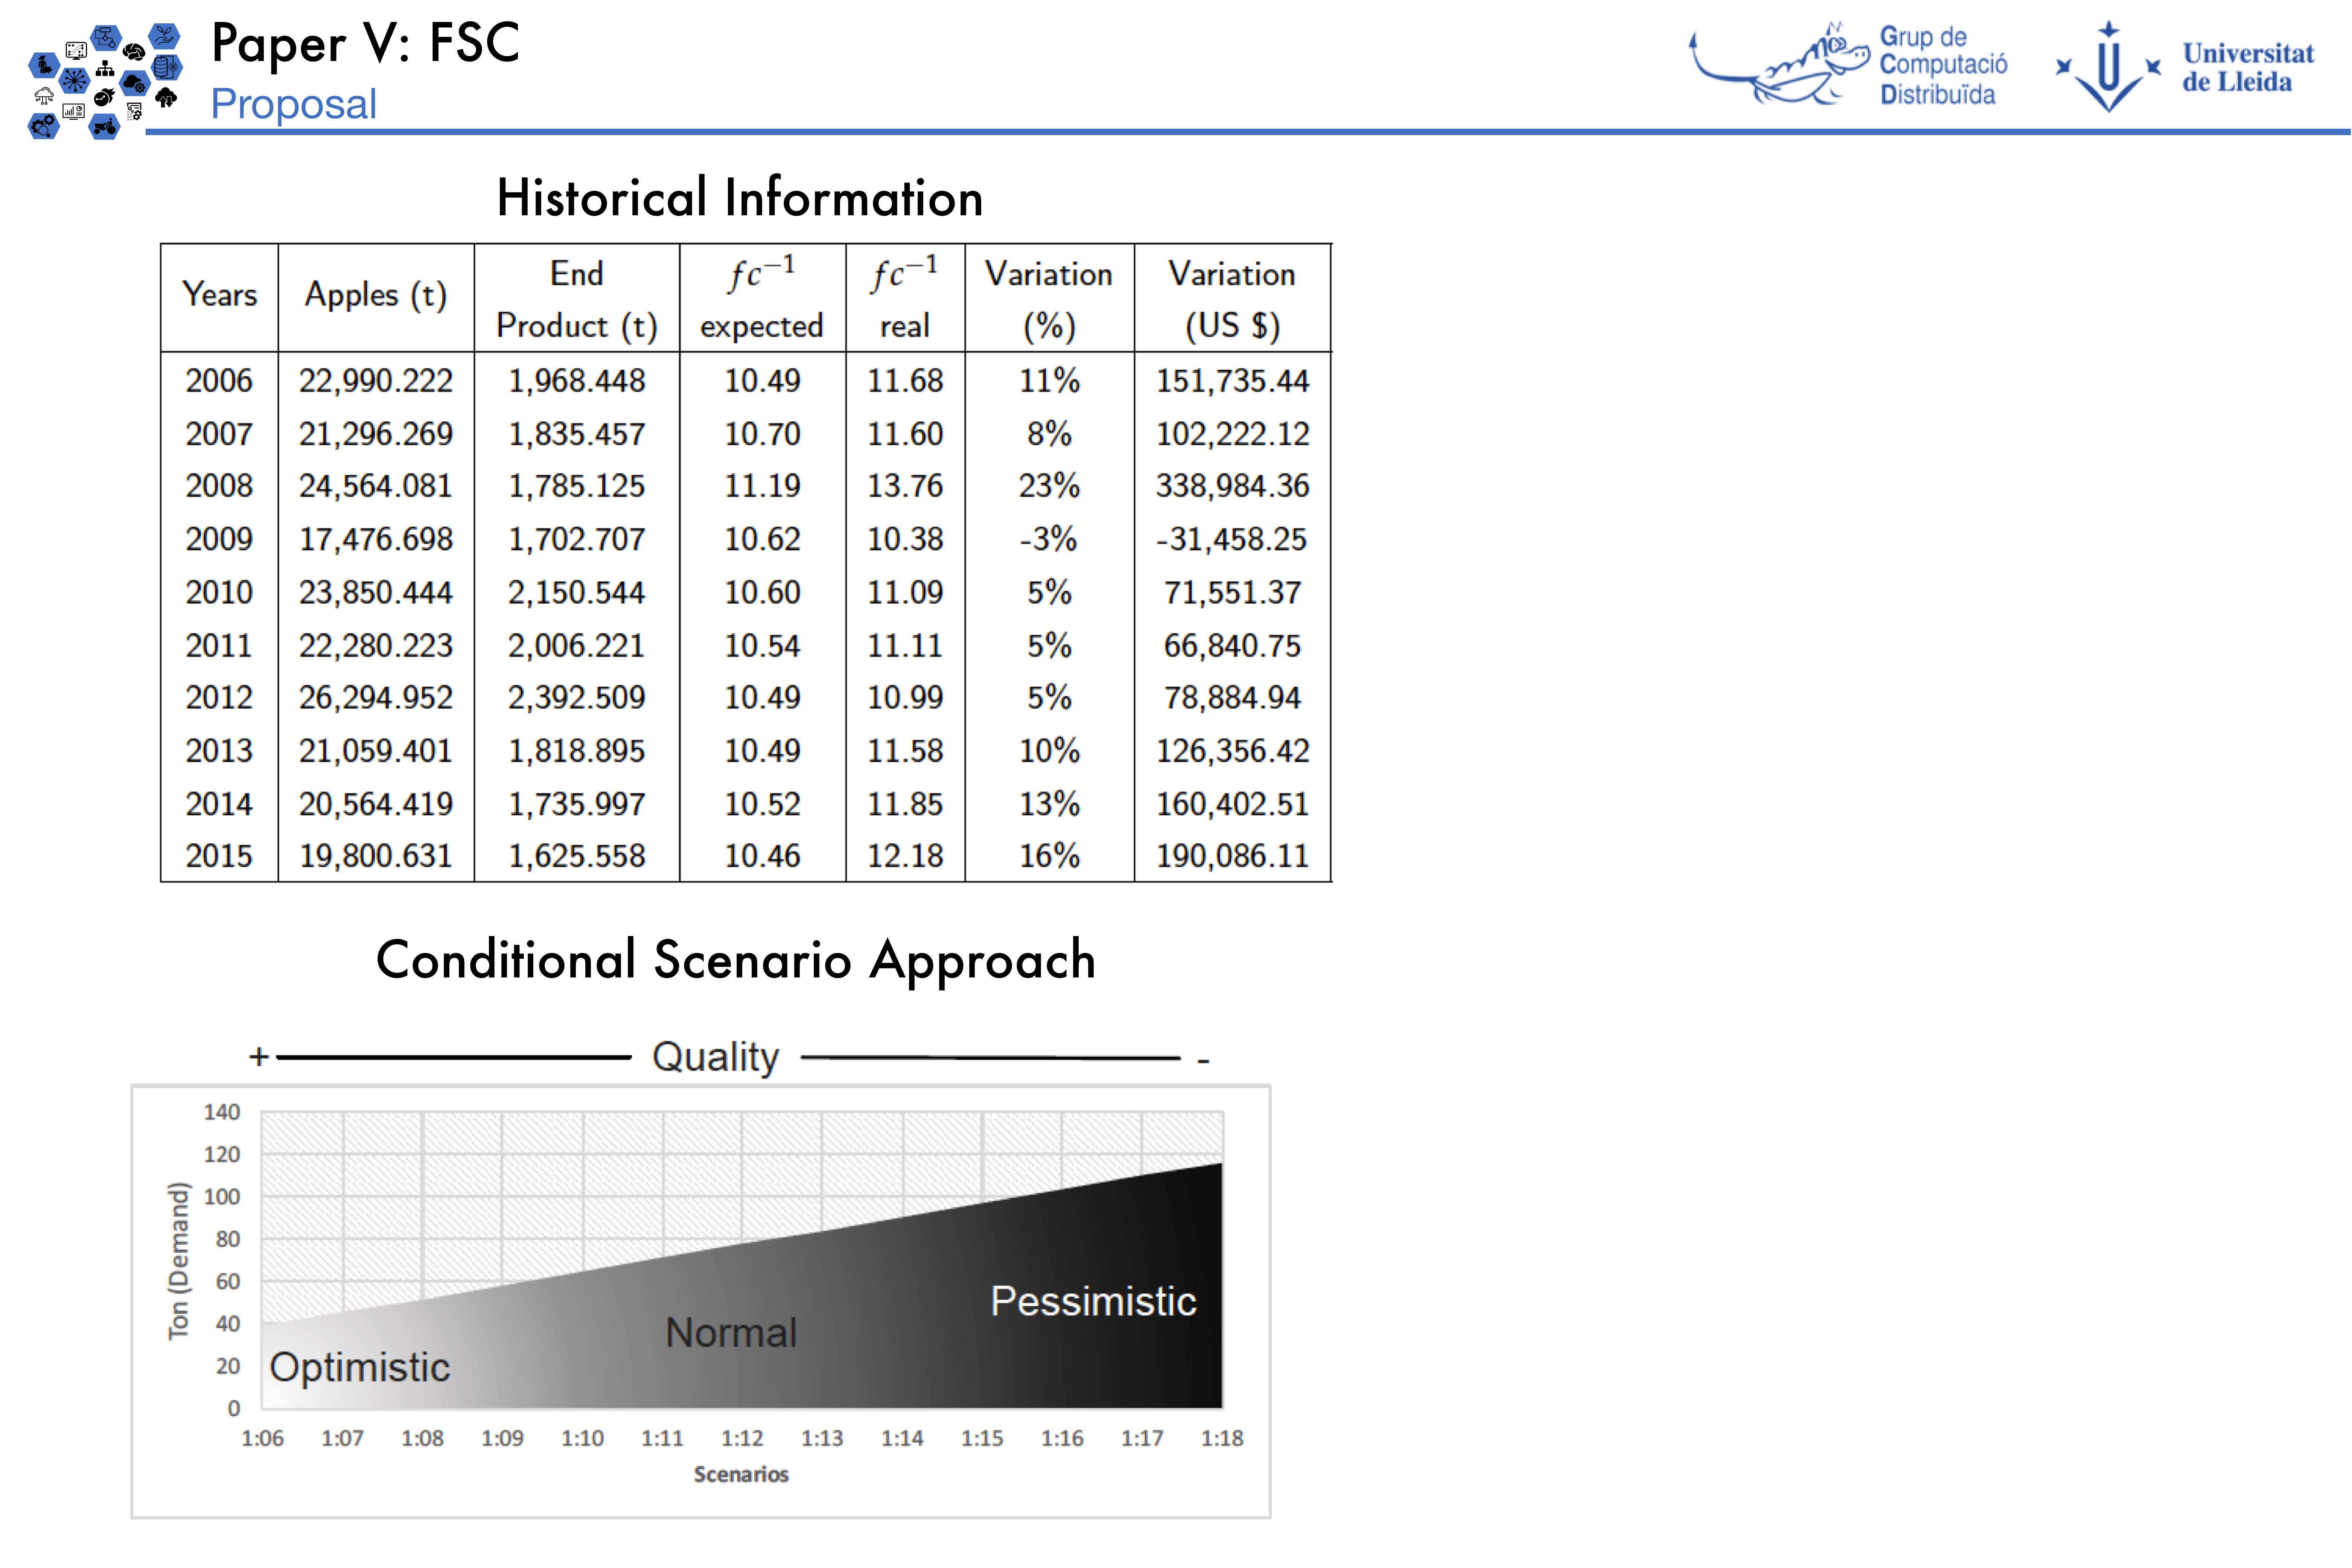 Paper V: FSC
Proposal
Grup de
Computació
Distribuïda
Universitat
de Lleida
Historical Information
Years Apples (t) End Product (t) fc⁻¹ expected fc⁻¹ real Variation (%) Variation (US $)
2006 22,990.222 1,968.448 10.49 11.68 11% 151,735.44
2007 21,296.269 1,835.457 10.70 11.60 8% 102,222.12
2008 24,564.081 1,785.125 11.19 13.76 23% 338,984.36
2009 17,476.698 1,702.707 10.62 10.38 -3% -31,458.25
2010 23,850.444 2,150.544 10.60 11.09 5% 71,551.37
2011 22,280.223 2,006.221 10.54 11.11 5% 66,840.75
2012 26,294.952 2,392.509 10.49 10.99 5% 78,884.94
2013 21,059.401 1,818.895 10.49 11.58 10% 126,356.42
2014 20,564.419 1,735.997 10.52 11.85 13% 160,402.51
2015 19,800.631 1,625.558 10.46 12.18 16% 190,086.11
Conditional Scenario Approach
+ Quality -
Ton (Demand)
140
120
100
80
60
40
20
0
Optimistic
Normal
Pessimistic
1:06 1:07 1:08 1:09 1:10 1:11 1:12 1:13 1:14 1:15 1:16 1:17 1:18
Scenarios